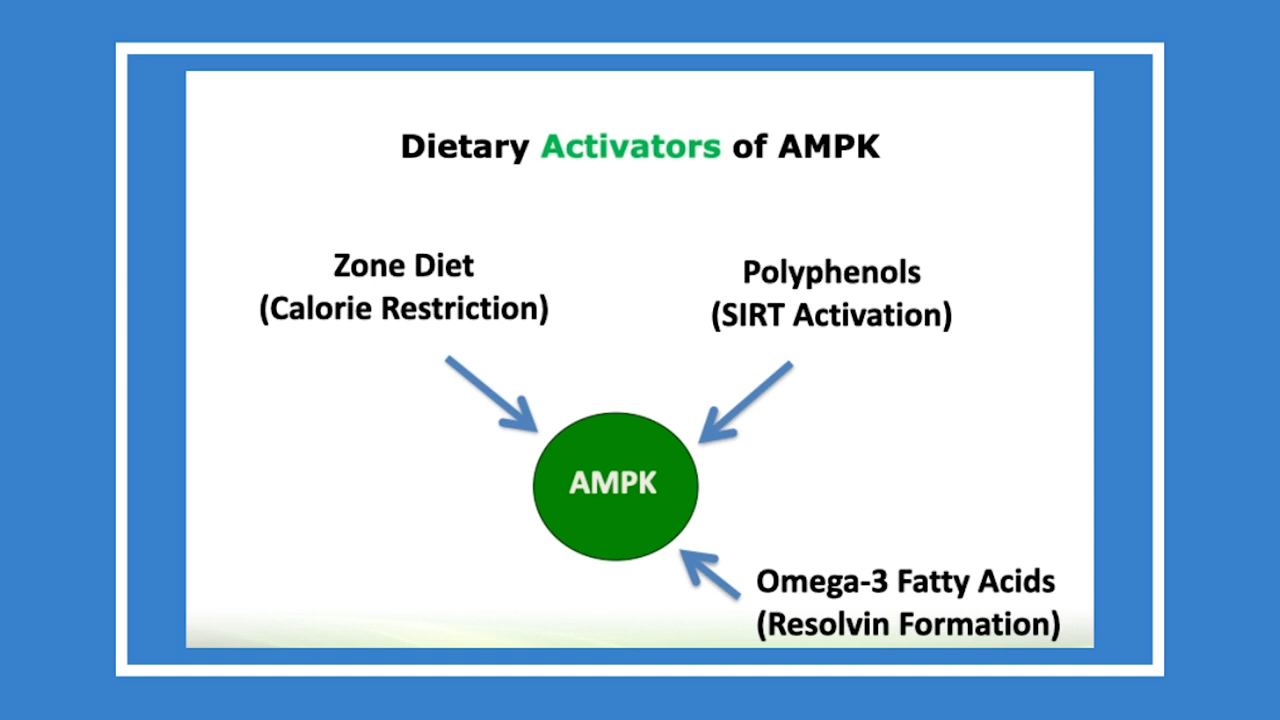 Dietary Activators of AMPK
Zone Diet
(Calorie Restriction)
Polyphenols
(SIRT Activation)
AMPK
Omega-3 Fatty Acids
(Resolvin Formation)